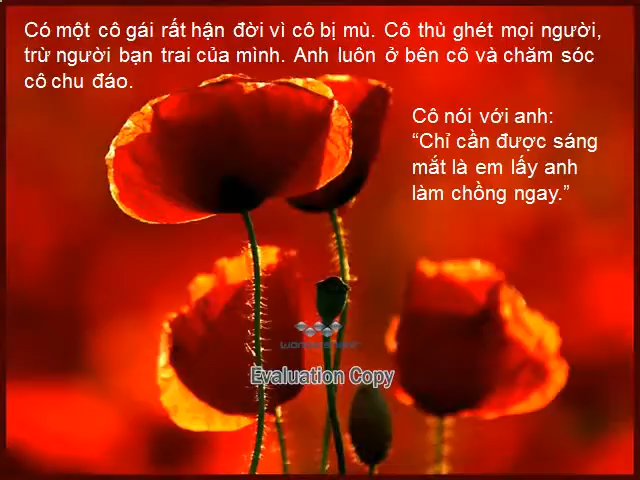 Có một cô gái rất hận đời vì cô bị mù. Cô thù ghét mọi người,
trừ người bạn trai của mình. Anh luôn ở bên cô và chăm sóc
cô chu đáo.
Cô nói với anh:
“Chỉ cần được sáng
mắt là em lấy anh
làm chồng ngay.”
Wondershare
Evaluation Copy